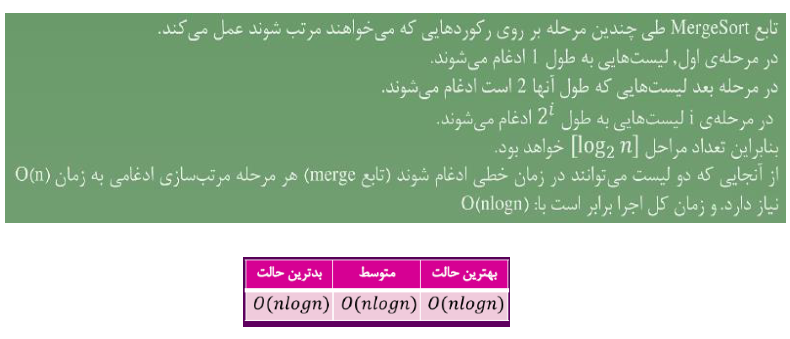 تابع MergeSort طی چندین مرحله بر روی رکوردهایی که می‌خواهند مرتب شوند عمل می‌کند.
در مرحله‌ی اول, لیست‌هایی به طول 1 ادغام می‌شوند.
در مرحله بعد لیست‌هایی که طول آنها 2 است ادغام می‌شوند.
در مرحله‌ی i لیست‌هایی به طول 2^i ادغام می‌شوند.
بنابراین تعداد مراحل [log₂ n] خواهد بود.
از آنجایی که دو لیست می‌توانند در زمان خطی ادغام شوند (تابع merge) هر مرحله مرتب‌سازی ادغامی به زمان O(n)
نیاز دارد. و زمان کل اجرا برابر است با: O(nlogn)
بهترین حالت متوسط بدترین حالت
O(nlogn) O(nlogn) O(nlogn)